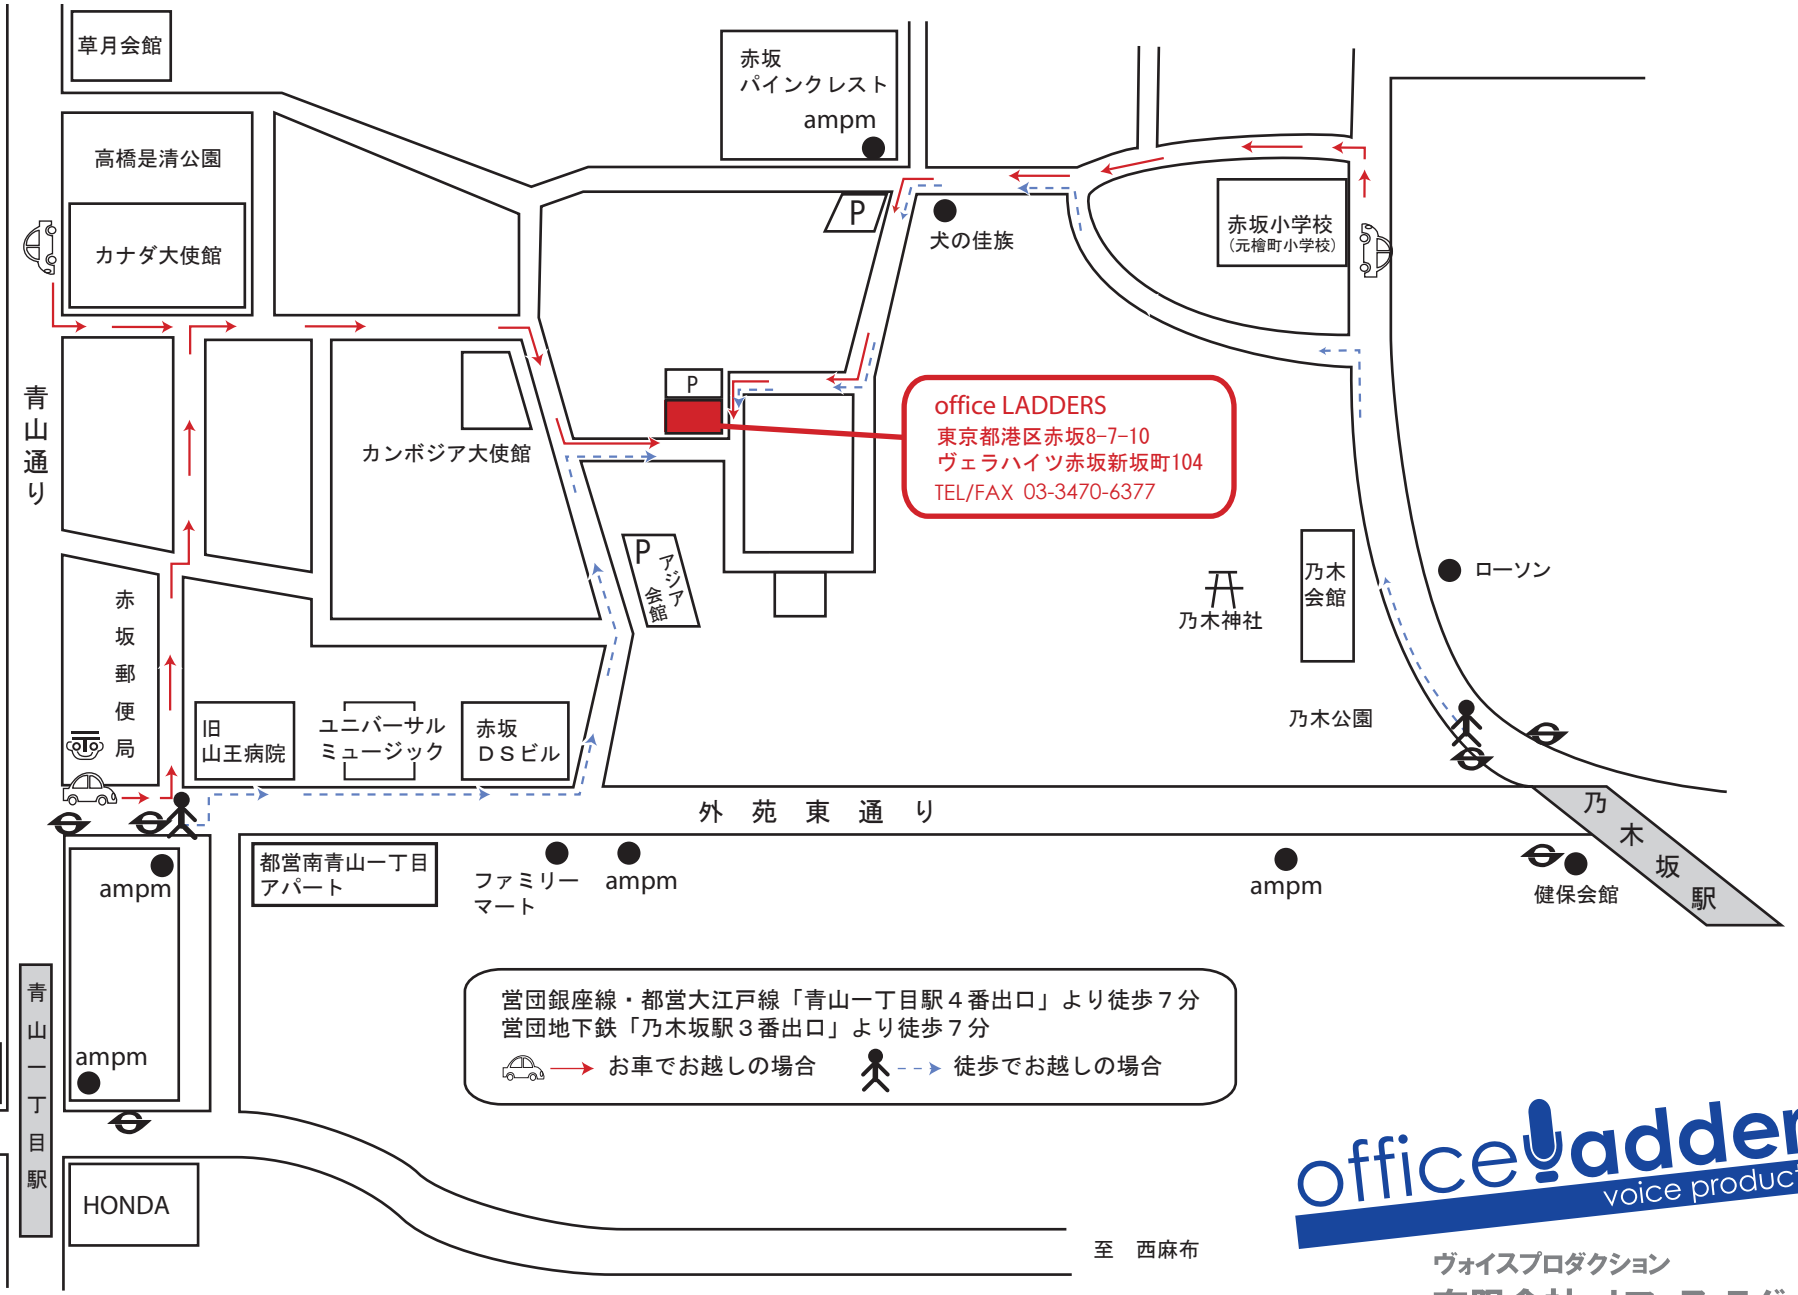 草月会館
赤坂
パインクレスト
ampm
高橋是清公園
カナダ大使館
P
犬の佳族
赤坂小学校
(元檜町小学校)
青山通り
P
カンボジア大使館
office LADDERS
東京都港区赤坂8-7-10
ヴェラハイツ赤坂新坂町104
TEL/FAX 03-3470-6377
P
アジア
会館
乃木
会館
ローソン
乃木神社
赤坂郵便局
旧
山王病院
ユニバーサル
ミュージック
赤坂
DSビル
乃木公園
外苑東通り
乃木坂駅
ampm
都営南青山一丁目
アパート
ファミリー
マート
ampm
ampm
健保会館
青山一丁目駅
ampm
営団銀座線・都営大江戸線「青山一丁目駅4番出口」より徒歩7分
営団地下鉄「乃木坂駅3番出口」より徒歩7分
お車でお越しの場合
徒歩でお越しの場合
HONDA
至 西麻布
office ladder
voice product
ヴォイスプロダクション